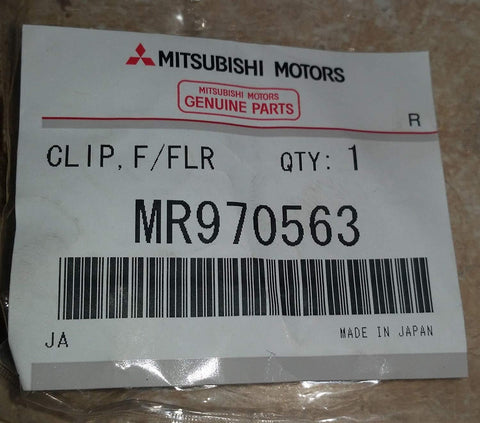 MITSUBISHI MOTORS
MITSUBISHI MOTORS
GENUINE PARTS
R
CLIP, F/FLR QTY: 1
MR970563
JA MADE IN JAPAN